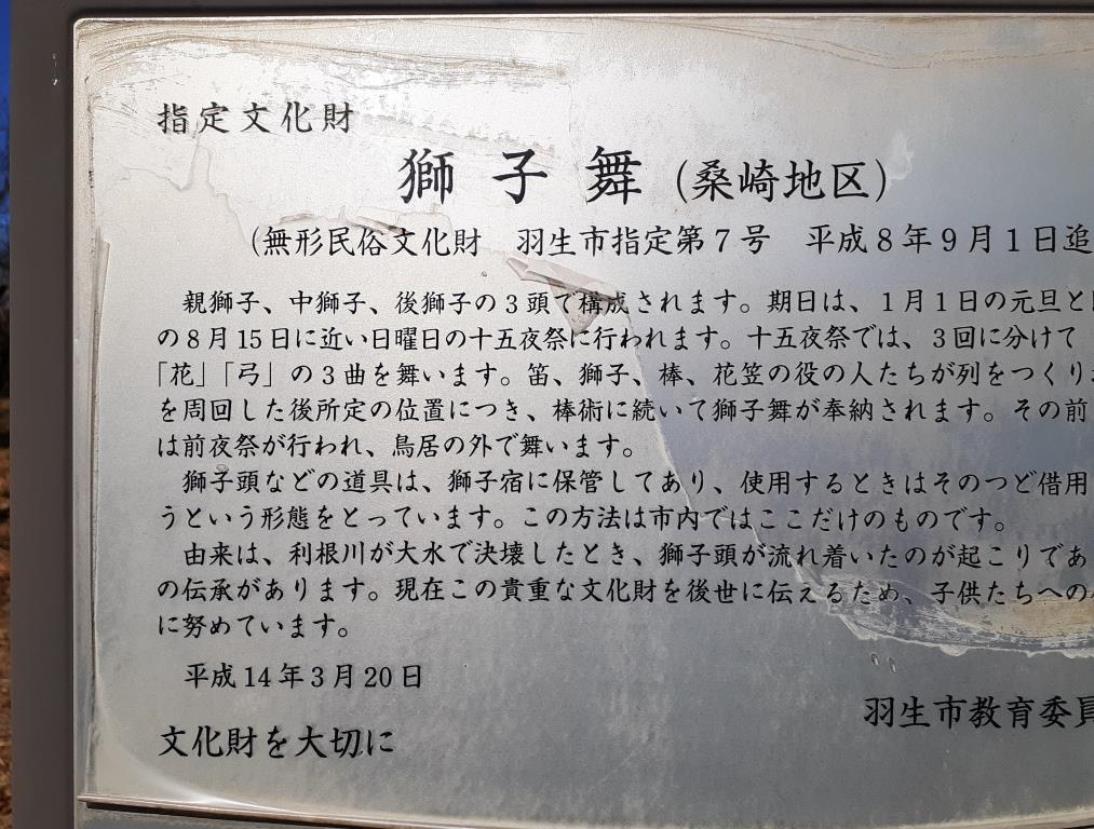 指定文化財
獅子舞（桑崎地区）
（無形民俗文化財　羽生市指定第７号　平成８年９月１日追
親獅子、中獅子、後獅子の３頭で構成されます。期日は、１月１日の元旦と
の８月15日に近い日曜日の十五夜祭に行われます。十五夜祭では、３回に分けて
「花」「弓」の３曲を舞います。笛、獅子、棒、花笠の役の人たちが列をつくり
を周回した後所定の位置につき、棒術に続いて獅子舞が奉納されます。その前
は前夜祭が行われ、鳥居の外で舞います。
獅子頭などの道具は、獅子宿に保管してあり、使用するときはそのつど借用
うという形態をとっています。この方法は市内ではここだけのものです。
由来は、利根川が大水で決壊したとき、獅子頭が流れ着いたのが起こりであ
の伝承があります。現在この貴重な文化財を後世に伝えるため、子供たちへの
に努めています。
平成14年３月20日
羽生市教育委員
文化財を大切に